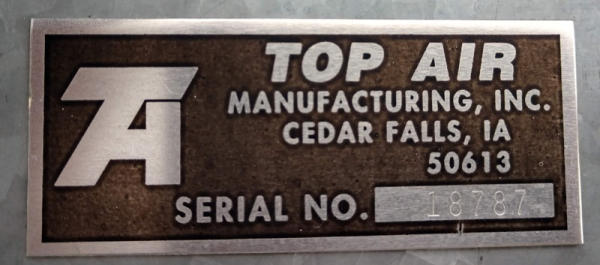 TA
TOP AIR
MANUFACTURING, INC.
CEDAR FALLS, IA
50613
SERIAL NO. 18787